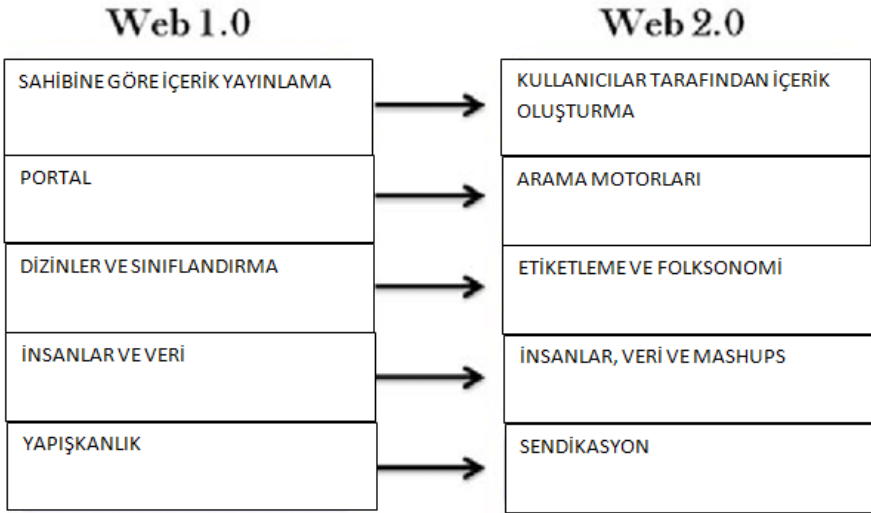 Web 1.0
Web 2.0
SAHİBİNE GÖRE İÇERİK YAYINLAMA
KULLANICILAR TARAFINDAN İÇERİK
OLUŞTURMA
PORTAL
ARAMA MOTORLARI
DİZİNLER VE SINIFLANDIRMA
ETİKETLEME VE FOLKSONOMİ
İNSANLAR VE VERİ
İNSANLAR, VERİ VE MASHUPS
YAPIŞKANLIK
SENDİKASYON